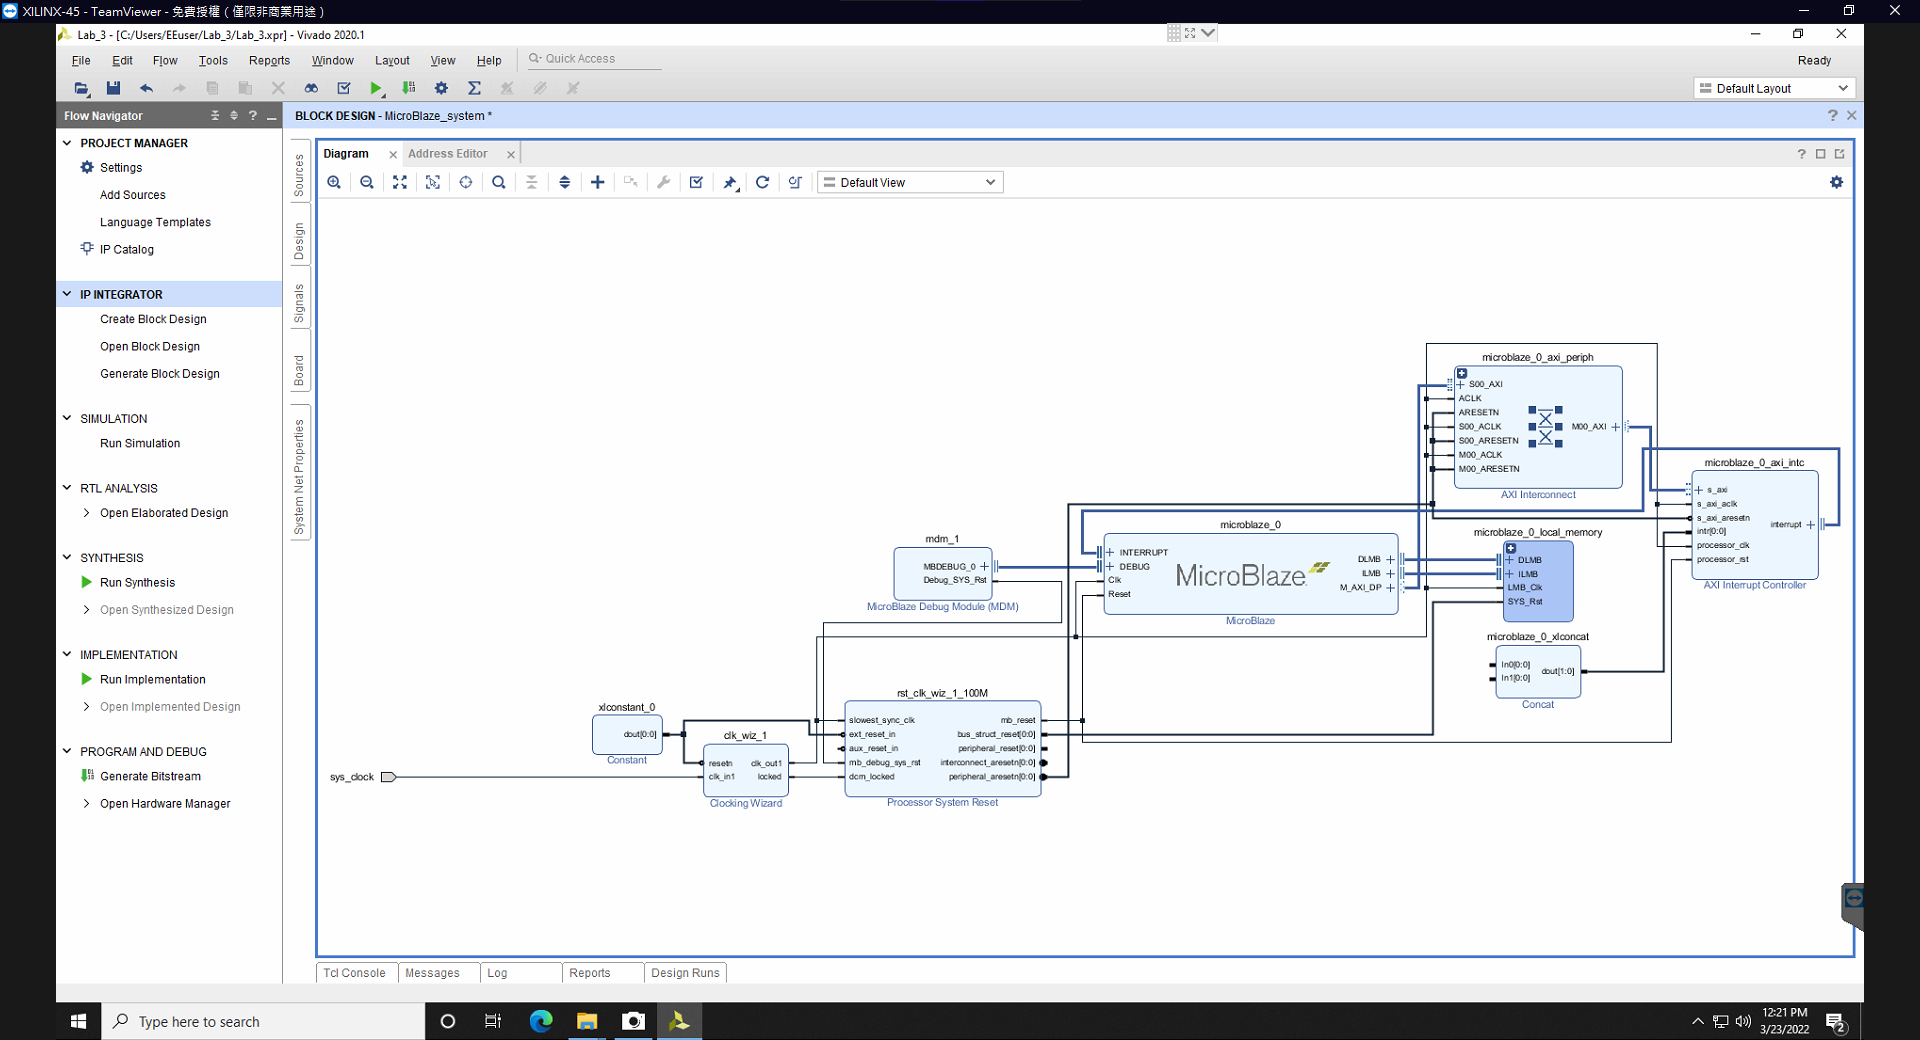 XILINX-45 - TeamViewer - 免費授權 ( 僅限非商業用途 )
Lab_3 - [C:/Users/EEuser/Lab_3/Lab_3.xpr] - Vivado 2020.1
File Edit Flow Tools Reports Window Layout View Help Quick Access
Ready
Default Layout
Flow Navigator
PROJECT MANAGER
Settings
Add Sources
Language Templates
IP Catalog
IP INTEGRATOR
Create Block Design
Open Block Design
Generate Block Design
SIMULATION
Run Simulation
RTL ANALYSIS
Open Elaborated Design
SYNTHESIS
Run Synthesis
Open Synthesized Design
IMPLEMENTATION
Run Implementation
Open Implemented Design
PROGRAM AND DEBUG
Generate Bitstream
Open Hardware Manager
BLOCK DESIGN - MicroBlaze_system *
Sources
Design
Signals
Board
System Net Properties
Diagram
Address Editor
Default View
microblaze_0_axi_periph
S00_AXI
ACLK
ARESETN
S00_ACLK
S00_ARESETN
M00_ACLK
M00_ARESETN
M00_AXI
AXI Interconnect
microblaze_0_axi_intc
s_axi
s_axi_aclk
s_axi_aresetn
intr[0:0]
processor_clk
processor_rst
interrupt
AXI Interrupt Controller
microblaze_0
INTERRUPT
DEBUG
Clk
Reset
MicroBlaze
DLMB
ILMB
M_AXI_DP
MicroBlaze
microblaze_0_local_memory
DLMB
ILMB
LMB_Clk
SYS_Rst
mdm_1
MBDEBUG_0
Debug_SYS_Rst
MicroBlaze Debug Module (MDM)
microblaze_0_xlconcat
In0[0:0]
In1[0:0]
dout[1:0]
Concat
rst_clk_wiz_1_100M
slowest_sync_clk
ext_reset_in
aux_reset_in
mb_debug_sys_rst
dcm_locked
mb_reset
bus_struct_reset[0:0]
peripheral_reset[0:0]
interconnect_aresetn[0:0]
peripheral_aresetn[0:0]
Processor System Reset
xlconstant_0
dout[0:0]
Constant
clk_wiz_1
resetn
clk_in1
clk_out1
locked
Clocking Wizard
sys_clock
Tcl Console
Messages
Log
Reports
Design Runs
Type here to search
12:21 PM
3/23/2022
2